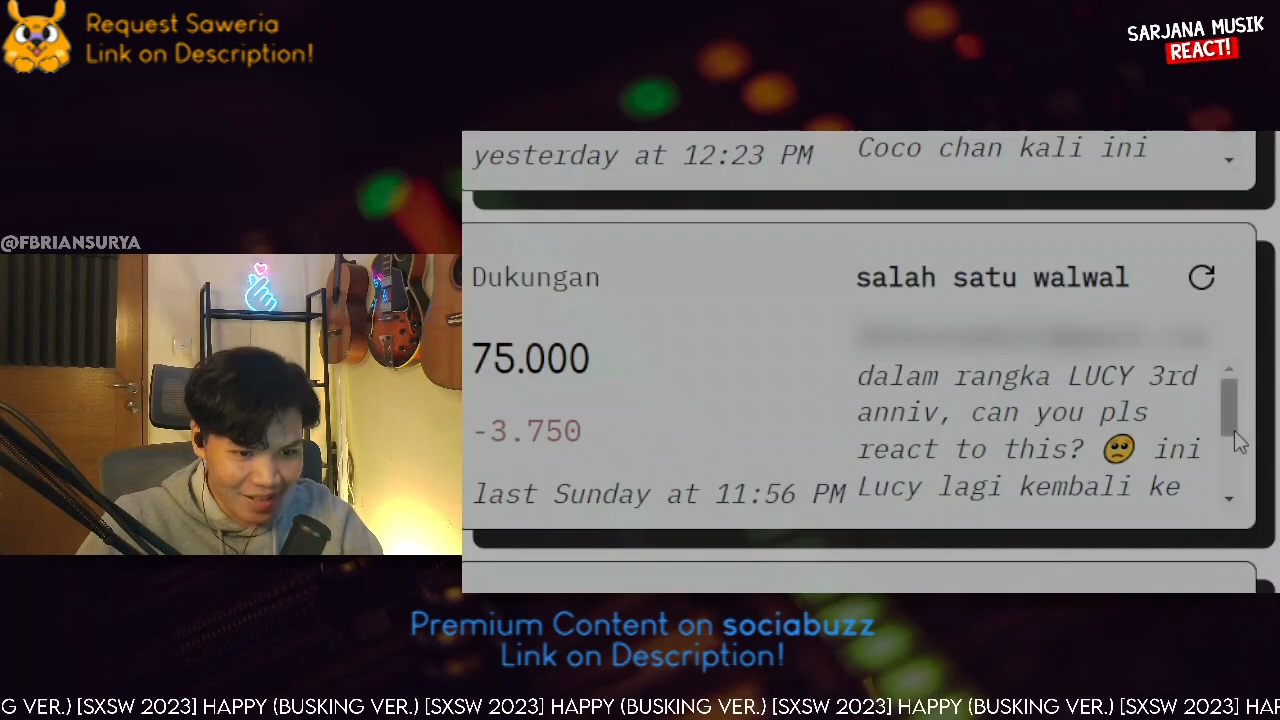 Request Saweria
Link on Description!
SARJANA MUSIK
REACT!
yesterday at 12:23 PM
Coco chan kali ini
@FBRIANSURYA
Dukungan
salah satu walwal
75.000
-3.750
last Sunday at 11:56 PM
dalam rangka LUCY 3rd
anniv, can you pls
react to this? 🥺 ini
Lucy lagi kembali ke
Premium Content on sociabuzz
Link on Description!
G VER.) [SXSW 2023] HAPPY (BUSKING VER.) [SXSW 2023] HAPPY (BUSKING VER.) [SXSW 2023] HAPPY (BUSKING VER.) [SXSW 2023] HA